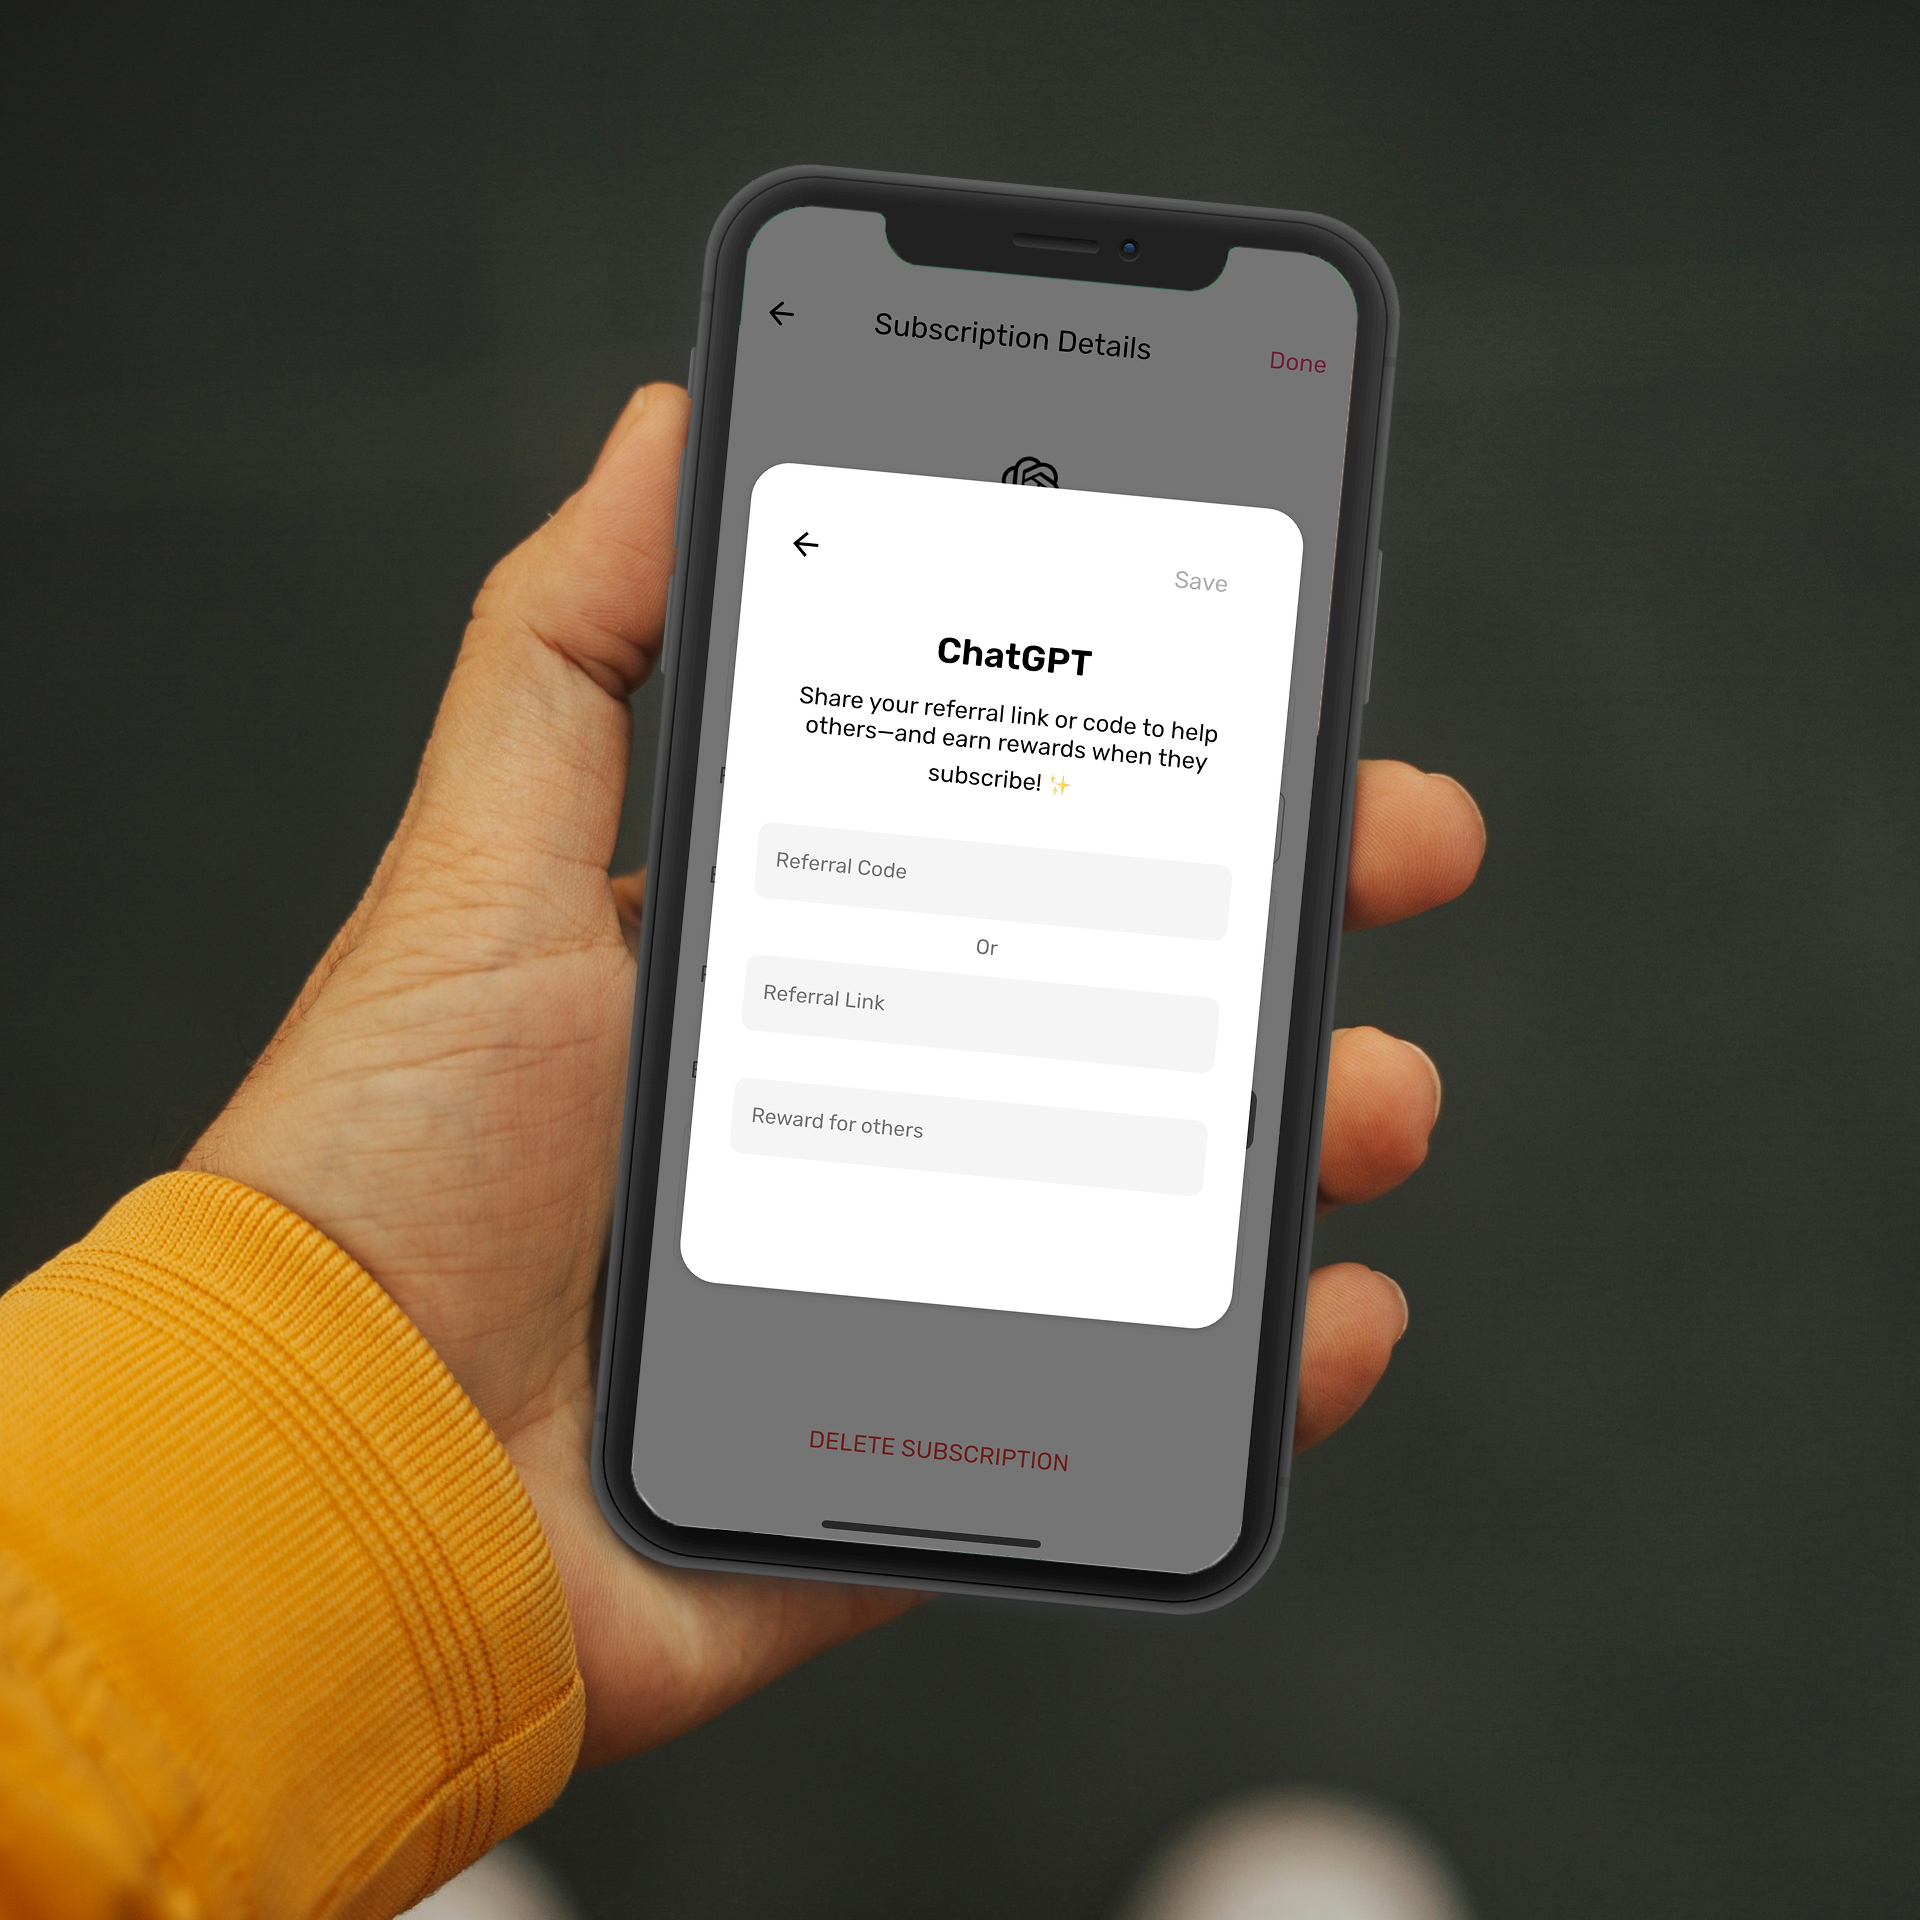 Subscription Details
Done
Save
ChatGPT
Share your referral link or code to help
others—and earn rewards when they
subscribe! ✨
Referral Code
Or
Referral Link
Reward for others
DELETE SUBSCRIPTION